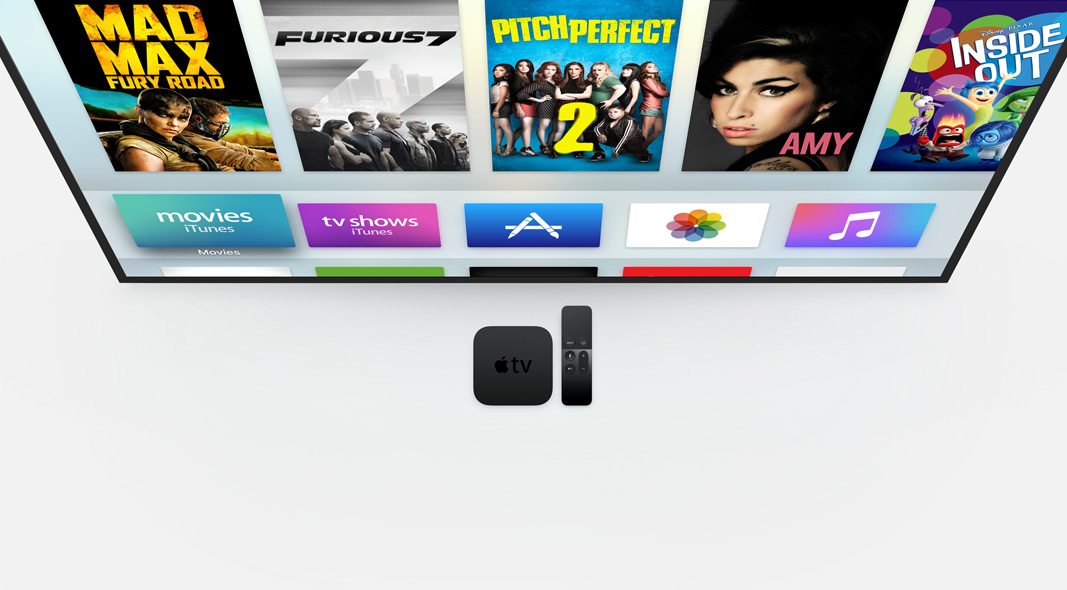 MAD
MAX
FURY ROAD
FURIOUS 7
PITCH PERFECT
2
AMY
Disney PIXAR
INSIDE
OUT
movies
iTunes
tv shows
iTunes
Movies
tv